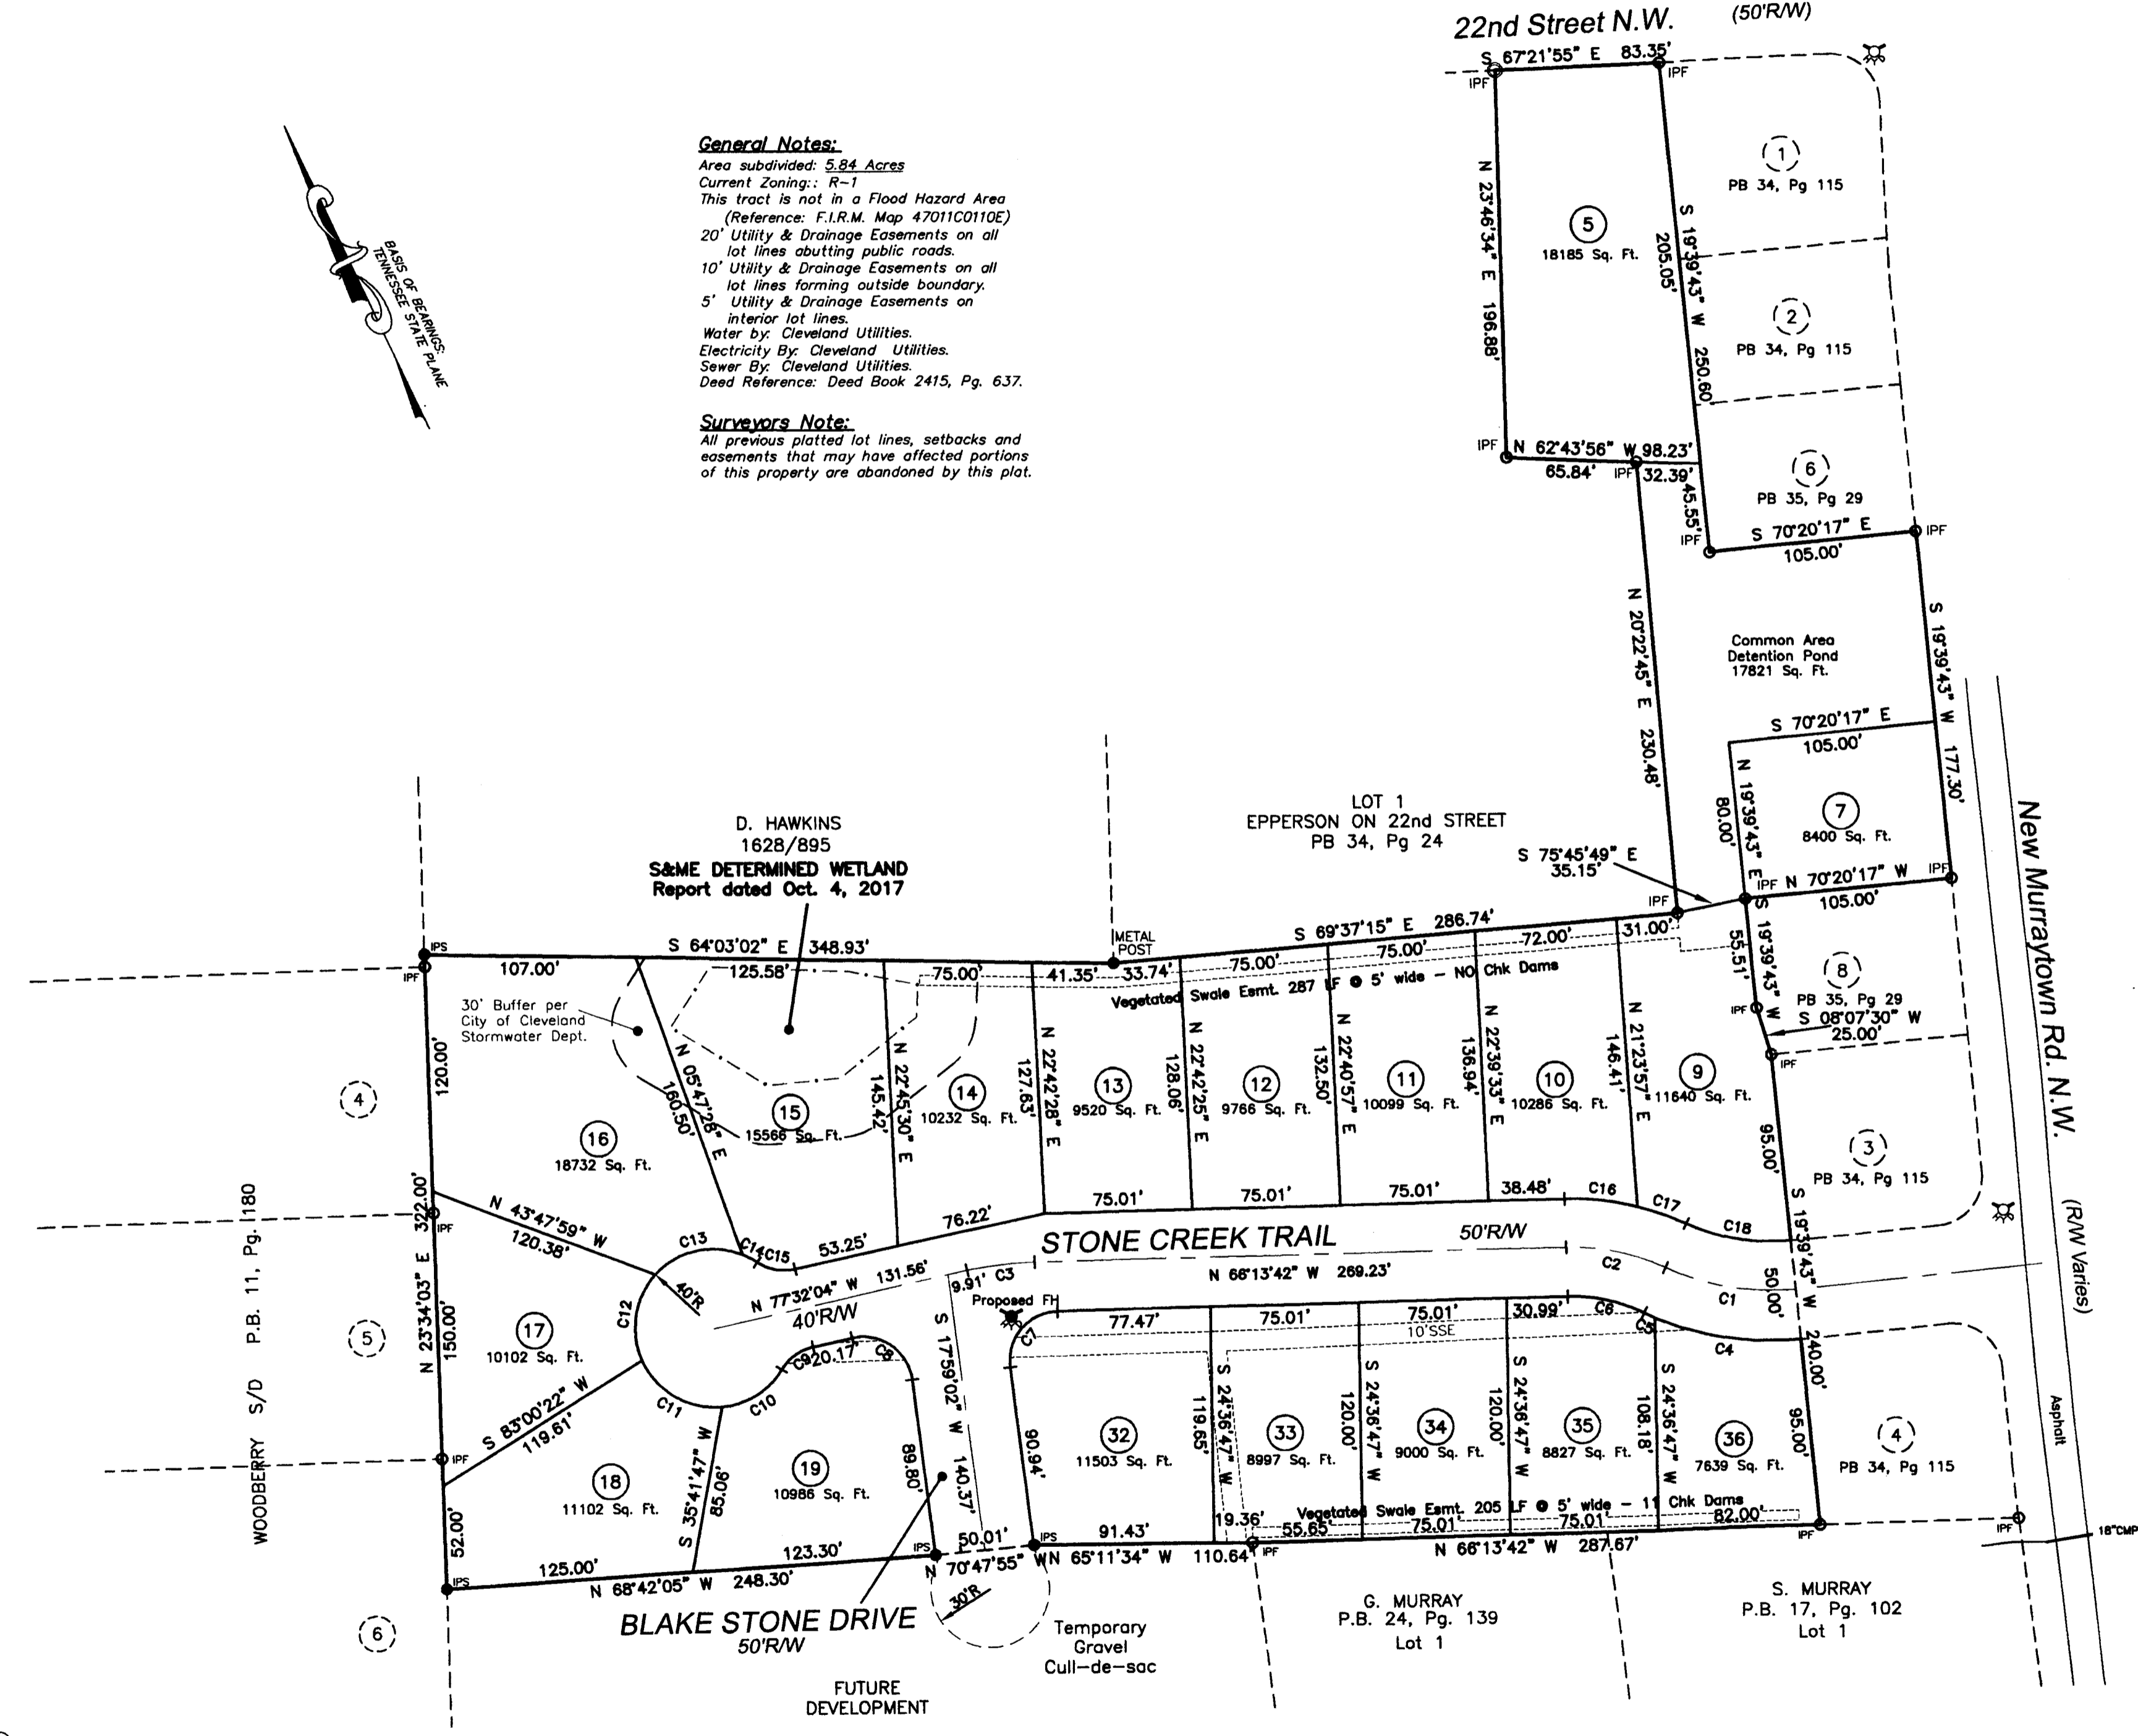 22nd Street N.W. (50'R/W)
S 67°21'55" E 83.35'
IPF
IPF
N 23°46'34" E 196.88'
S 19°39'43" W 250.60'
205.05'
45.55'
5
18185 Sq. Ft.
1
PB 34, Pg 115
2
PB 34, Pg 115
6
PB 35, Pg 29
IPF
N 62°43'56" W 98.23'
65.84'
IPF
32.39'
IPF
S 70°20'17" E
105.00'
IPF
General Notes:
Area subdivided: 5.84 Acres
Current Zoning:: R-1
This tract is not in a Flood Hazard Area
(Reference: F.I.R.M. Map 47011C0110E)
20' Utility & Drainage Easements on all
lot lines abutting public roads.
10' Utility & Drainage Easements on all
lot lines forming outside boundary.
5' Utility & Drainage Easements on
interior lot lines.
Water by: Cleveland Utilities.
Electricity By: Cleveland Utilities.
Sewer By: Cleveland Utilities.
Deed Reference: Deed Book 2415, Pg. 637.
Surveyors Note:
All previous platted lot lines, setbacks and
easements that may have affected portions
of this property are abandoned by this plat.
BASIS OF BEARINGS:
TENNESSEE STATE PLANE
N 20°22'45" E 230.48'
Common Area
Detention Pond
17821 Sq. Ft.
S 19°39'43" W 177.30'
S 70°20'17" E
105.00'
N 19°39'43" E
80.00'
7
8400 Sq. Ft.
IPF
N 70°20'17" W
105.00'
New Murraytown Rd. N.W.
(R/W Varies)
Asphalt
18"CMP
D. HAWKINS
1628/895
S&ME DETERMINED WETLAND
Report dated Oct. 4, 2017
LOT 1
EPPERSON ON 22nd STREET
PB 34, Pg 24
S 75°45'49" E
35.15'
IPF
S 19°39'43" W
55.51'
8
PB 35, Pg 29
IPF
S 08°07'30" W
25.00'
IPF
IPS
IPF
S 64°03'02" E 348.93'
METAL
POST
S 69°37'15" E 286.74'
107.00'
125.58'
75.00'
41.35'
33.74'
75.00'
75.00'
72.00'
31.00'
Vegetated Swale Esmt. 287 LF @ 5' wide - NO Chk Dams
30' Buffer per
City of Cleveland
Stormwater Dept.
120.00'
4
N 05°47'28" E
160.50'
N 22°45'30" E
145.42'
N 22°42'28" E
127.63'
N 22°42'25" E
128.06'
N 22°40'57" E
132.50'
N 22°39'33" E
136.94'
N 21°23'57" E
146.41'
16
18732 Sq. Ft.
15
15566 Sq. Ft.
14
10232 Sq. Ft.
13
9520 Sq. Ft.
12
9766 Sq. Ft.
11
10099 Sq. Ft.
10
10286 Sq. Ft.
9
11640 Sq. Ft.
95.00'
3
PB 34, Pg 115
S 19°39'43" W 240.00'
50.00'
95.00'
WOODBERRY S/D P.B. 11, Pg. 180
N 23°34'03" E 322.00'
IPF
N 43°47'59" W
120.38'
C13
C14
C15
53.25'
76.22'
75.01'
75.01'
75.01'
38.48'
C16
C17
C18
STONE CREEK TRAIL
50'R/W
40'R
N 77°32'04" W 131.56'
40'R/W
9.91'
C3
N 66°13'42" W 269.23'
C2
C1
Proposed FH
C12
17
10102 Sq. Ft.
150.00'
5
S 83°00'22" W
119.61'
IPF
C11
C10
C9
20.17'
C8
S 17°59'02" W 140.37'
C7
77.47'
75.01'
75.01'
30.99'
C6
C5
C4
10'SSE
S 35°41'47" W
85.06'
89.80'
90.94'
119.65'
S 24°36'47" W
120.00'
S 24°36'47" W
120.00'
S 24°36'47" W
108.18'
S 24°36'47" W
18
11102 Sq. Ft.
19
10986 Sq. Ft.
32
11503 Sq. Ft.
33
8997 Sq. Ft.
34
9000 Sq. Ft.
35
8827 Sq. Ft.
36
7639 Sq. Ft.
4
PB 34, Pg 115
52.00'
IPS
125.00'
123.30'
N 68°42'05" W 248.30'
IPS
50.01'
IPS
N 70°47'55" W
91.43'
19.36'
N 65°11'34" W 110.64'
Vegetated Swale Esmt. 205 LF @ 5' wide - 11 Chk Dams
55.65'
75.01'
75.01'
82.00'
IPF
N 66°13'42" W 287.67'
IPF
IPF
6
BLAKE STONE DRIVE
50'R/W
30'R
Temporary
Gravel
Cull-de-sac
FUTURE
DEVELOPMENT
G. MURRAY
P.B. 24, Pg. 139
Lot 1
S. MURRAY
P.B. 17, Pg. 102
Lot 1